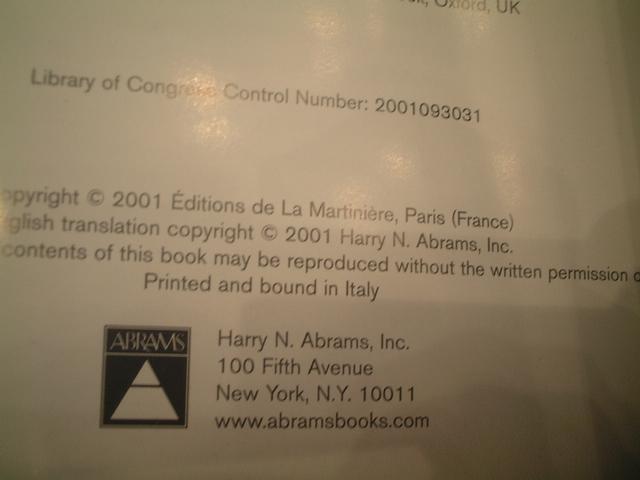 Oxford, UK
Library of Congress Control Number: 2001093031
opyright © 2001 Éditions de La Martinière, Paris (France)
glish translation copyright © 2001 Harry N. Abrams, Inc.
contents of this book may be reproduced without the written permission o
Printed and bound in Italy
ABRAMS
Harry N. Abrams, Inc.
100 Fifth Avenue
New York, N.Y. 10011
www.abramsbooks.com